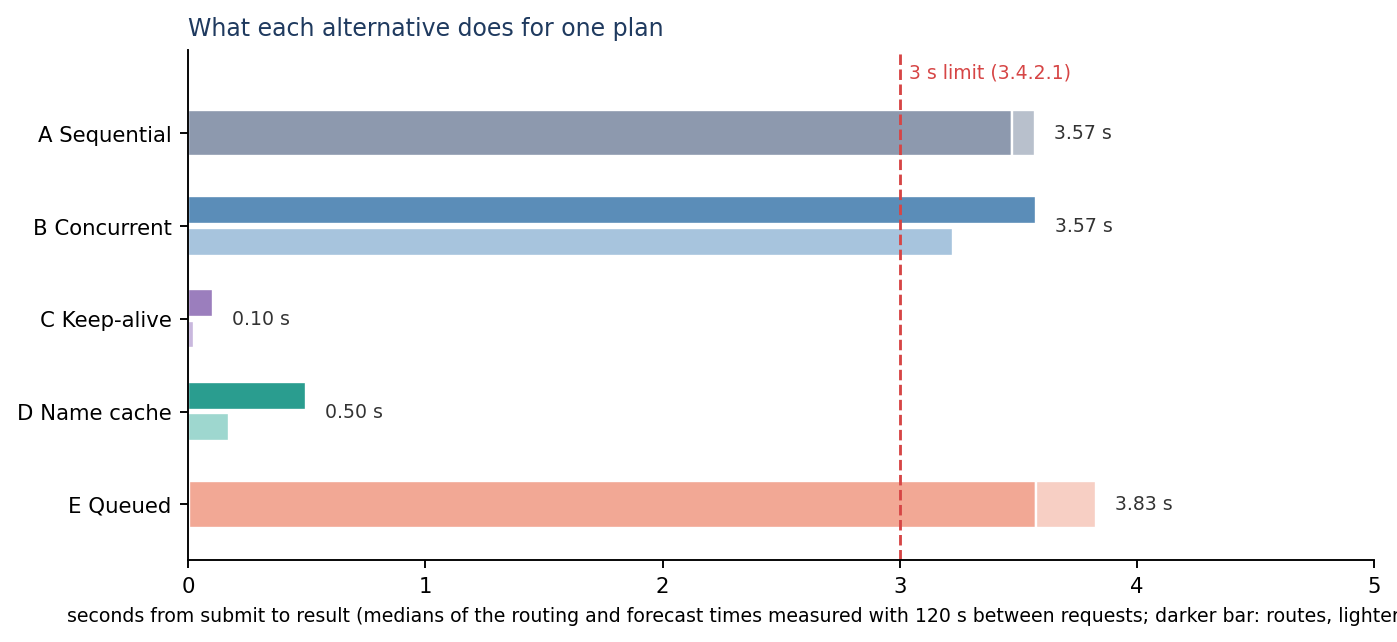 What each alternative does for one plan
3 s limit (3.4.2.1)
A Sequential
3.57 s
B Concurrent
3.57 s
C Keep-alive
0.10 s
D Name cache
0.50 s
E Queued
3.83 s
0 1 2 3 4 5
seconds from submit to result (medians of the routing and forecast times measured with 120 s between requests; darker bar: routes, lighter